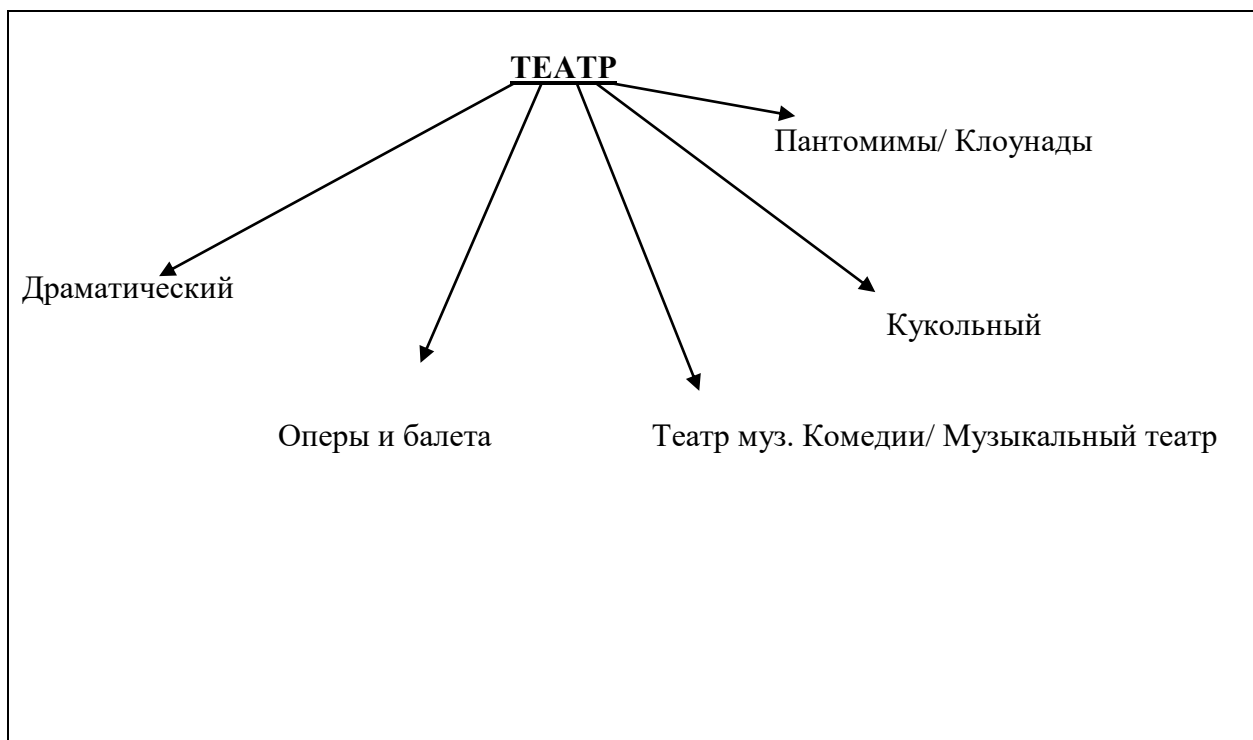 ТЕАТР
Пантомимы/ Клоунады
Драматический
Кукольный
Оперы и балета
Театр муз. Комедии/ Музыкальный театр